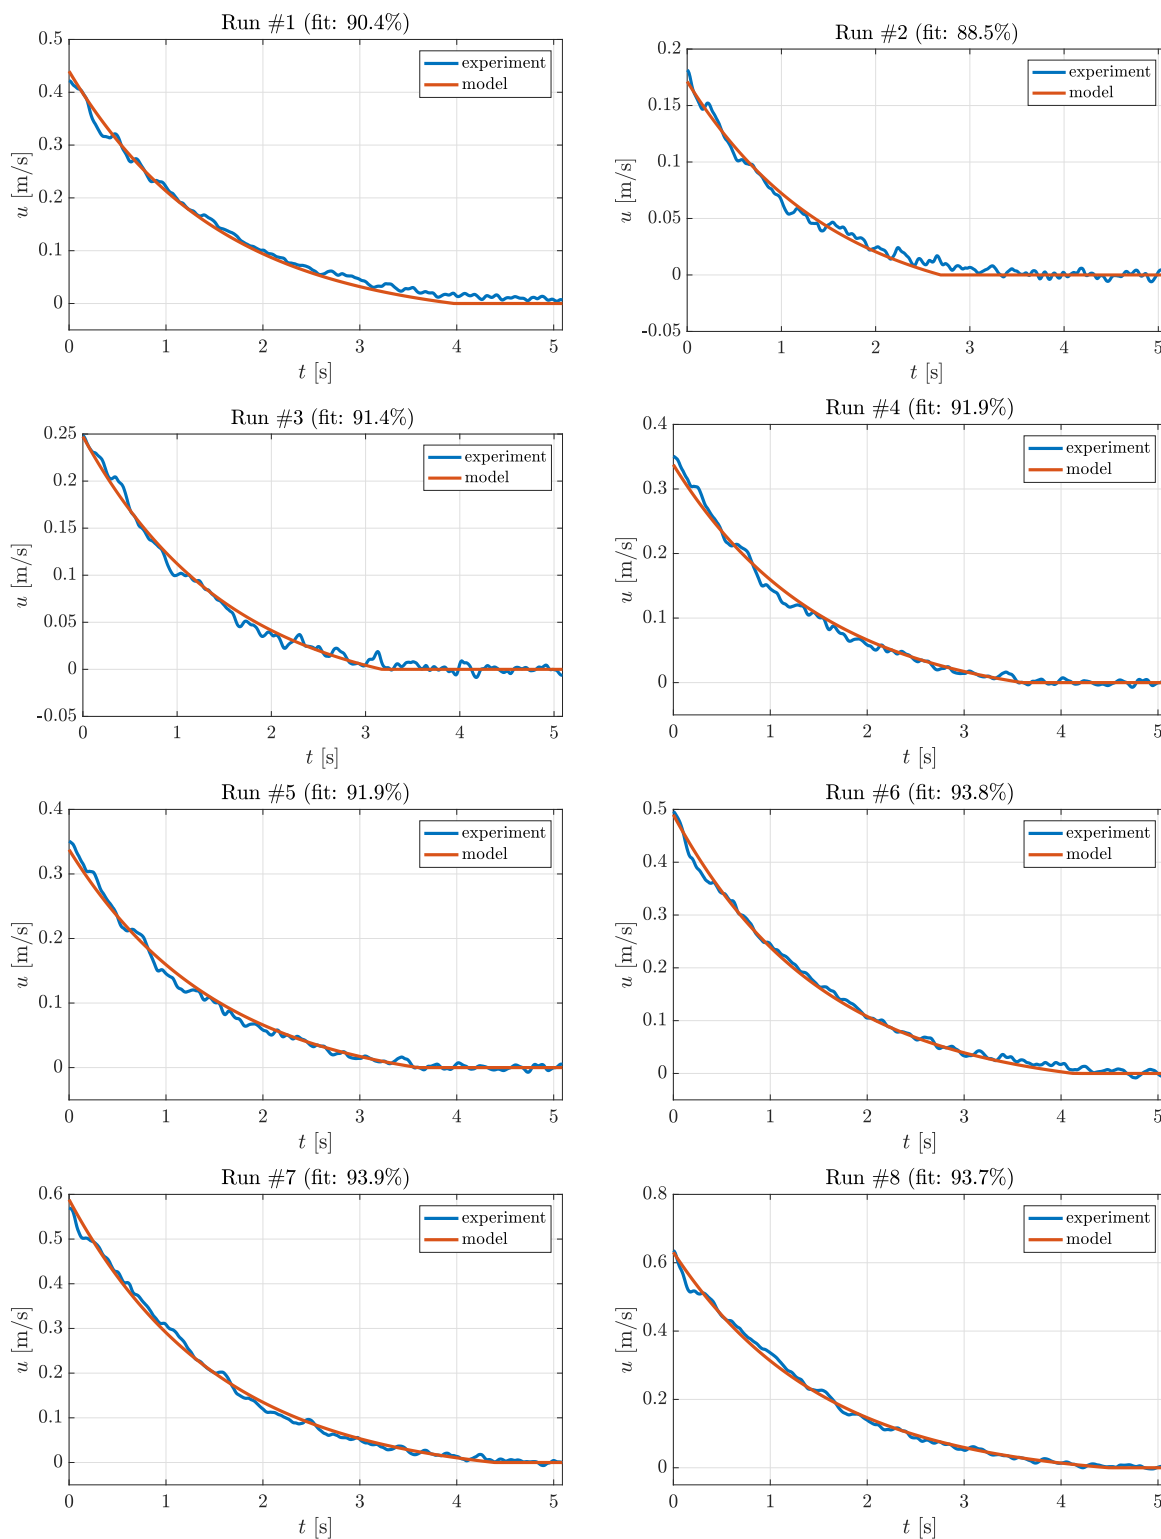 Run #1 (fit: 90.4%)
0.5
0.4
0.3
0.2
0.1
0
u [m/s]
experiment
model
0 1 2 3 4 5
t [s]
Run #2 (fit: 88.5%)
0.2
0.15
0.1
0.05
0
-0.05
u [m/s]
experiment
model
0 1 2 3 4 5
t [s]
Run #3 (fit: 91.4%)
0.25
0.2
0.15
0.1
0.05
0
-0.05
u [m/s]
experiment
model
0 1 2 3 4 5
t [s]
Run #4 (fit: 91.9%)
0.4
0.3
0.2
0.1
0
u [m/s]
experiment
model
0 1 2 3 4 5
t [s]
Run #5 (fit: 91.9%)
0.4
0.3
0.2
0.1
0
u [m/s]
experiment
model
0 1 2 3 4 5
t [s]
Run #6 (fit: 93.8%)
0.5
0.4
0.3
0.2
0.1
0
u [m/s]
experiment
model
0 1 2 3 4 5
t [s]
Run #7 (fit: 93.9%)
0.6
0.5
0.4
0.3
0.2
0.1
0
u [m/s]
experiment
model
0 1 2 3 4 5
t [s]
Run #8 (fit: 93.7%)
0.8
0.6
0.4
0.2
0
u [m/s]
experiment
model
0 1 2 3 4 5
t [s]